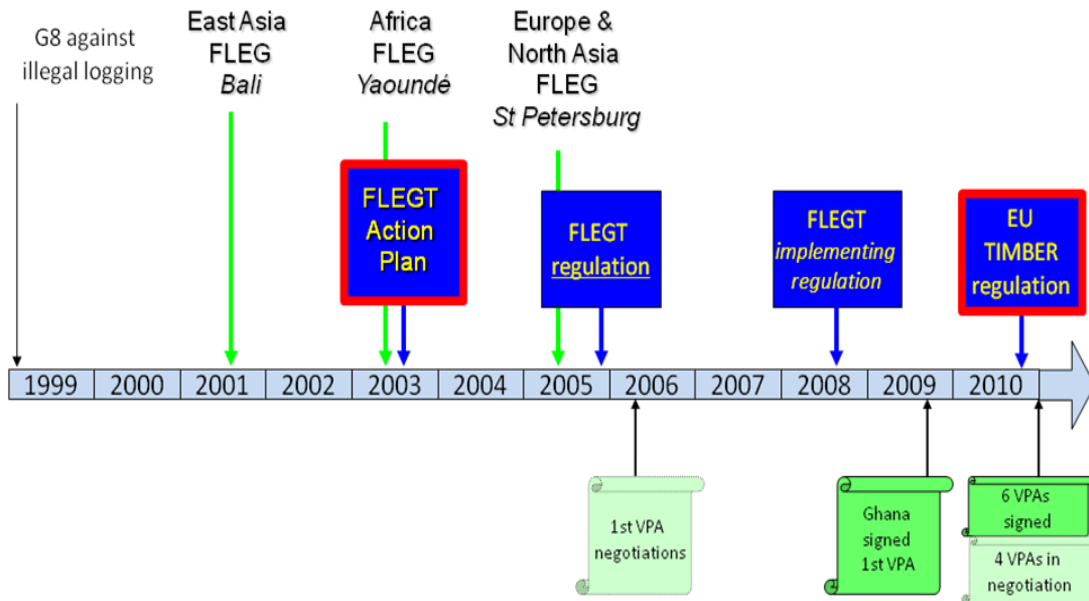 G8 against
illegal logging
East Asia
FLEG
Bali
Africa
FLEG
Yaoundé
Europe &
North Asia
FLEG
St Petersburg
FLEGT
Action
Plan
FLEGT
regulation
FLEGT
implementing
regulation
EU
TIMBER
regulation
1999 2000 2001 2002 2003 2004 2005 2006 2007 2008 2009 2010
1st VPA
negotiations
Ghana
signed
1st VPA
6 VPAs
signed
4 VPAs in
negotiation